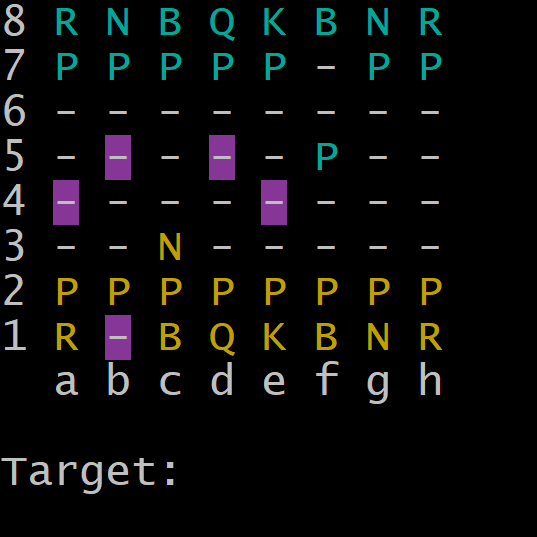 8 R N B Q K B N R
7 P P P P P - P P
6 - - - - - - - -
5 - - - - - P - -
4 - - - - - - - -
3 - - N - - - - -
2 P P P P P P P P
1 R - B Q K B N R
a b c d e f g h
Target: